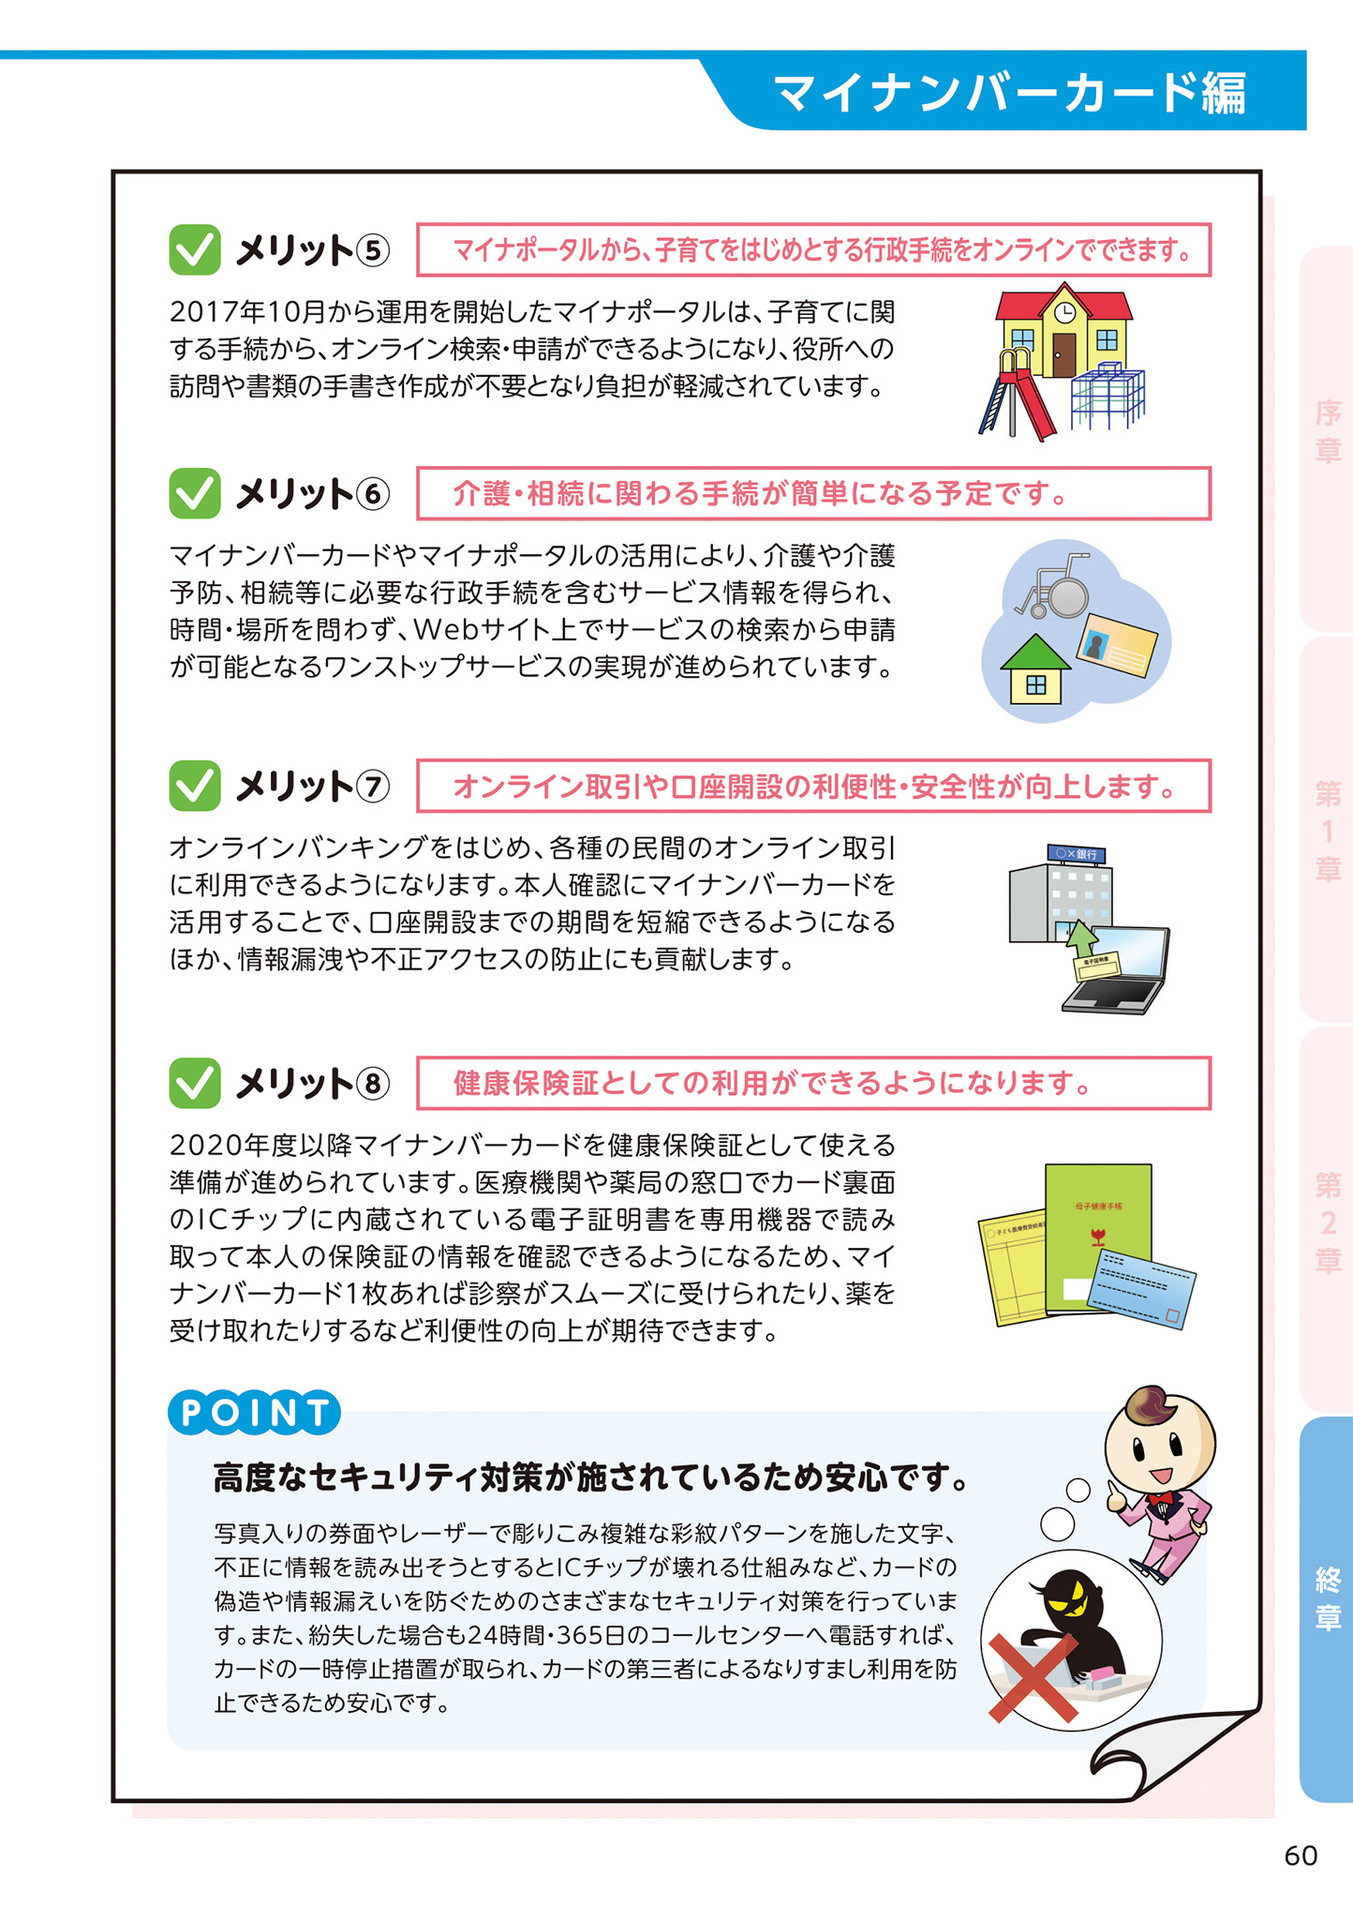 マイナンバーカード編
メリット⑤
マイナポータルから、子育てをはじめとする行政手続をオンラインでできます。
2017年10月から運用を開始したマイナポータルは、子育てに関
する手続から、オンライン検索・申請ができるようになり、役所への
訪問や書類の手書き作成が不要となり負担が軽減されています。
メリット⑥
介護・相続に関わる手続が簡単になる予定です。
マイナンバーカードやマイナポータルの活用により、介護や介護
予防、相続等に必要な行政手続を含むサービス情報を得られ、
時間・場所を問わず、Webサイト上でサービスの検索から申請
が可能となるワンストップサービスの実現が進められています。
メリット⑦
オンライン取引や口座開設の利便性・安全性が向上します。
オンラインバンキングをはじめ、各種の民間のオンライン取引
に利用できるようになります。本人確認にマイナンバーカードを
活用することで、口座開設までの期間を短縮できるようになる
ほか、情報漏洩や不正アクセスの防止にも貢献します。
○×銀行
電子証明書
メリット⑧
健康保険証としての利用ができるようになります。
2020年度以降マイナンバーカードを健康保険証として使える
準備が進められています。医療機関や薬局の窓口でカード裏面
のICチップに内蔵されている電子証明書を専用機器で読み
取って本人の保険証の情報を確認できるようになるため、マイ
ナンバーカード1枚あれば診察がスムーズに受けられたり、薬を
受け取れたりするなど利便性の向上が期待できます。
母子健康手帳
POINT
高度なセキュリティ対策が施されているため安心です。
写真入りの券面やレーザーで彫りこみ複雑な彩紋パターンを施した文字、
不正に情報を読み出そうとするとICチップが壊れる仕組みなど、カードの
偽造や情報漏えいを防ぐためのさまざまなセキュリティ対策を行っていま
す。また、紛失した場合も24時間・365日のコールセンターへ電話すれば、
カードの一時停止措置が取られ、カードの第三者によるなりすまし利用を防
止できるため安心です。
序章
第1章
第2章
終章
60